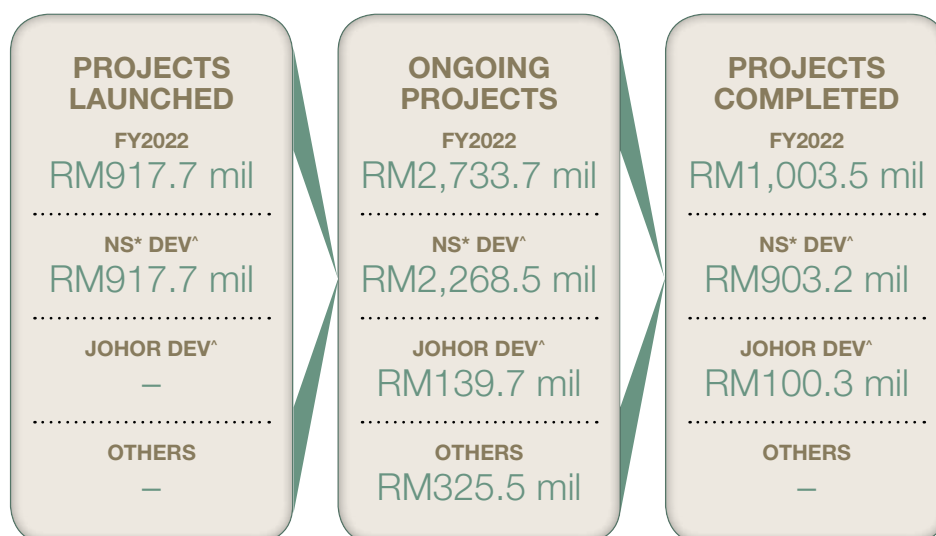 PROJECTS
LAUNCHED
FY2022
RM917.7 mil
NS* DEV^
RM917.7 mil
JOHOR DEV^
–
OTHERS
–
ONGOING
PROJECTS
FY2022
RM2,733.7 mil
NS* DEV^
RM2,268.5 mil
JOHOR DEV^
RM139.7 mil
OTHERS
RM325.5 mil
PROJECTS
COMPLETED
FY2022
RM1,003.5 mil
NS* DEV^
RM903.2 mil
JOHOR DEV^
RM100.3 mil
OTHERS
–